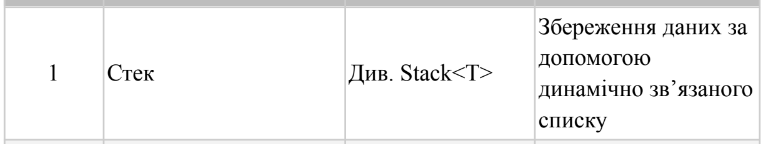 1
Стек
Див. Stack<T>
Збереження даних за
допомогою
динамічно зв’язаного
списку